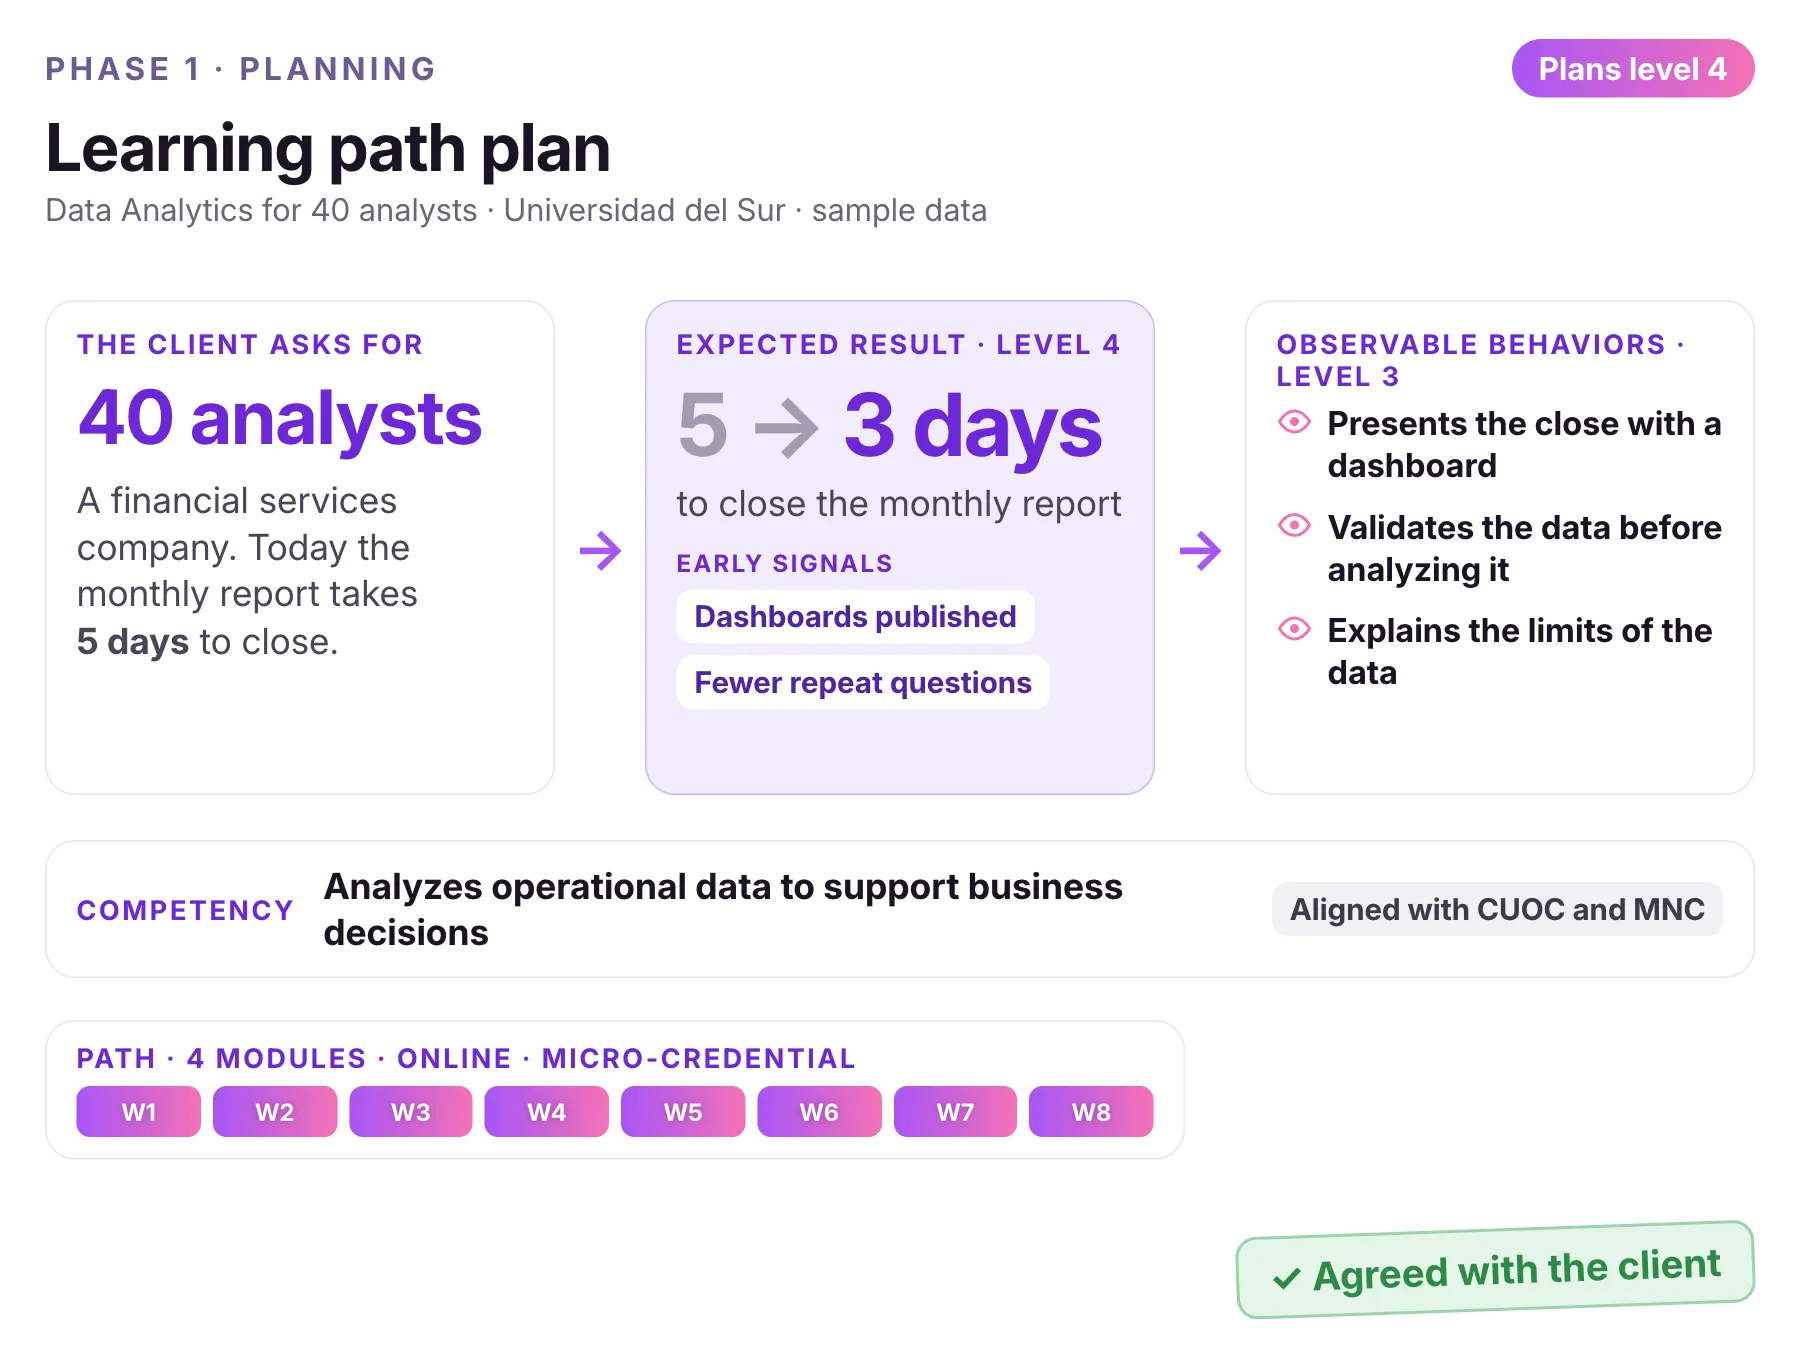 PHASE 1 · PLANNING
Plans level 4
Learning path plan
Data Analytics for 40 analysts · Universidad del Sur · sample data
THE CLIENT ASKS FOR
40 analysts
A financial services
company. Today the
monthly report takes
5 days to close.
EXPECTED RESULT · LEVEL 4
5 → 3 days
to close the monthly report
EARLY SIGNALS
Dashboards published
Fewer repeat questions
OBSERVABLE BEHAVIORS ·
LEVEL 3
Presents the close with a
dashboard
Validates the data before
analyzing it
Explains the limits of the
data
COMPETENCY
Analyzes operational data to support business
decisions
Aligned with CUOC and MNC
PATH · 4 MODULES · ONLINE · MICRO-CREDENTIAL
W1 W2 W3 W4 W5 W6 W7 W8
✓ Agreed with the client